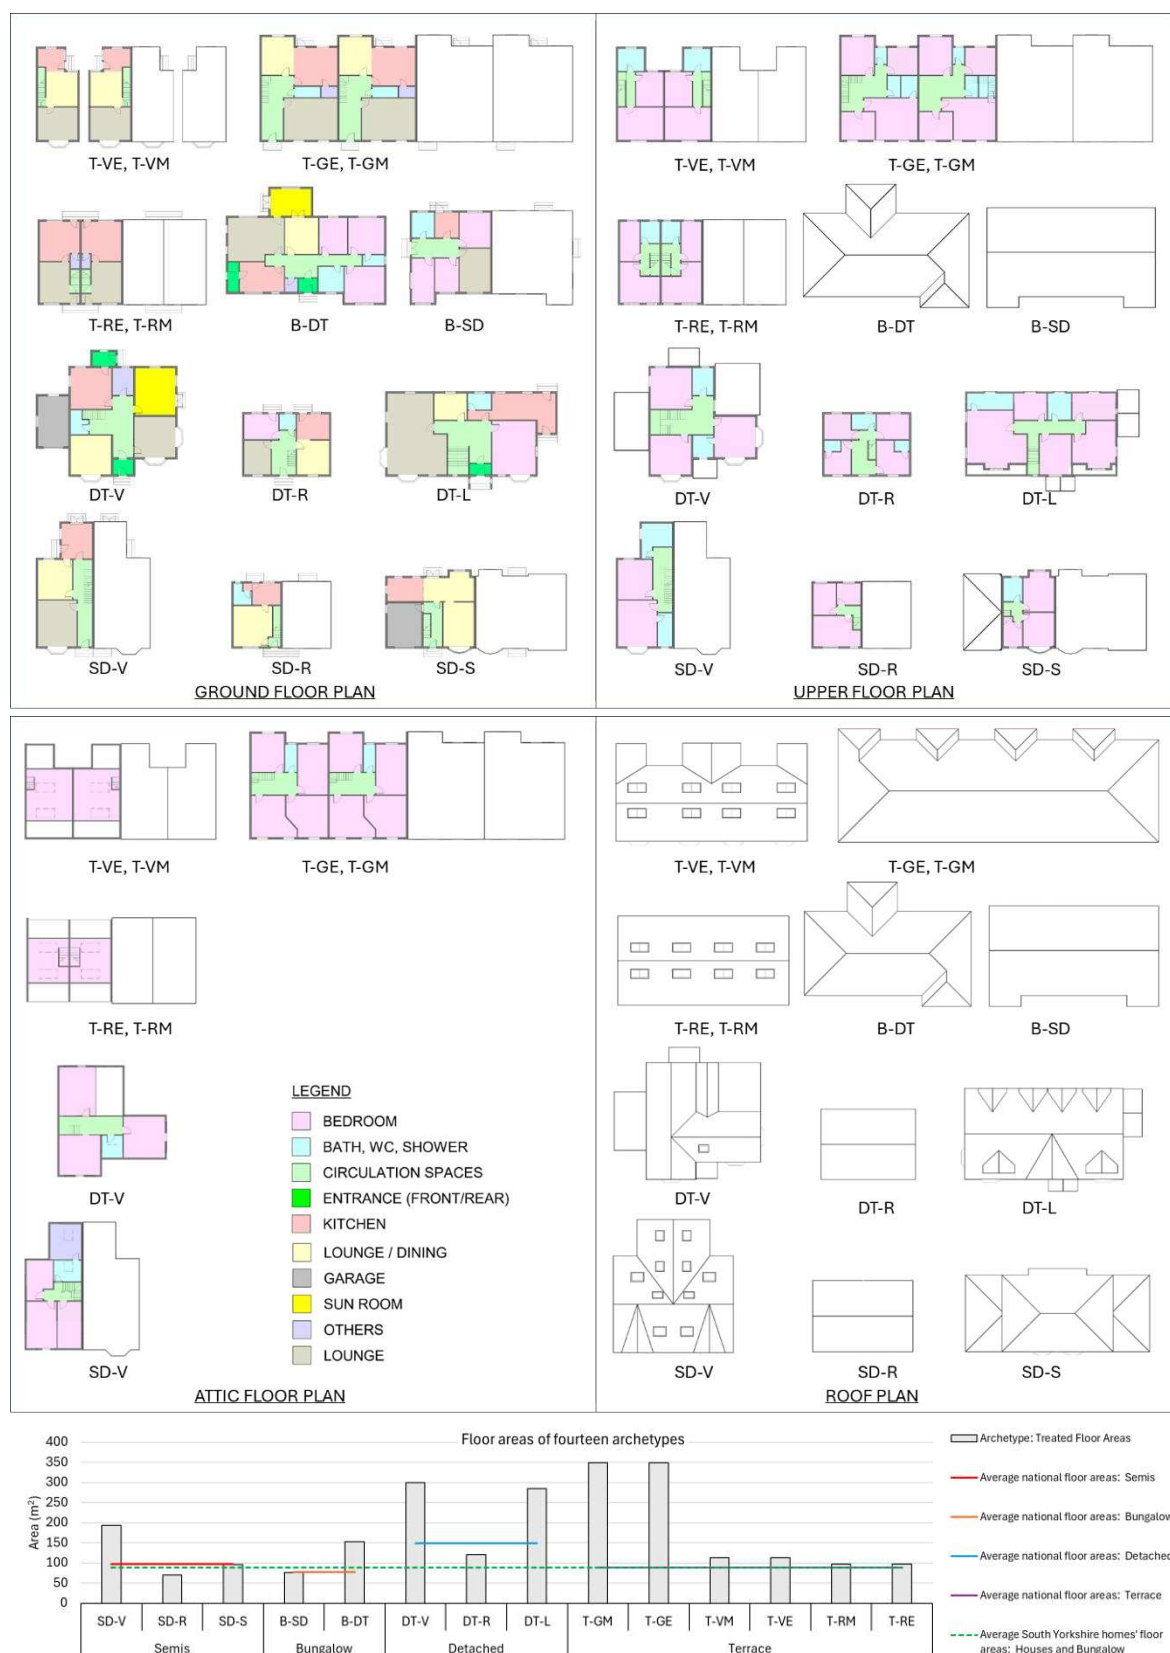 T-VE, T-VM
T-GE, T-GM
T-RE, T-RM
B-DT
B-SD
DT-V
DT-R
DT-L
SD-V
SD-R
SD-S
GROUND FLOOR PLAN
T-VE, T-VM
T-GE, T-GM
T-RE, T-RM
B-DT
B-SD
DT-V
DT-R
DT-L
SD-V
SD-R
SD-S
UPPER FLOOR PLAN
T-VE, T-VM
T-GE, T-GM
T-RE, T-RM
DT-V
SD-V
ATTIC FLOOR PLAN
LEGEND
BEDROOM
BATH, WC, SHOWER
CIRCULATION SPACES
ENTRANCE (FRONT/REAR)
KITCHEN
LOUNGE / DINING
GARAGE
SUN ROOM
OTHERS
LOUNGE
T-VE, T-VM
T-GE, T-GM
T-RE, T-RM
B-DT
B-SD
DT-V
DT-R
DT-L
SD-V
SD-R
SD-S
ROOF PLAN
Floor areas of fourteen archetypes
Area (m²)
400
350
300
250
200
150
100
50
0
SD-V SD-R SD-S B-SD B-DT DT-V DT-R DT-L T-GM T-GE T-VM T-VE T-RM T-RE
Semis Bungalow Detached Terrace
Archetype: Treated Floor Areas
Average national floor areas: Semis
Average national floor areas: Bungalow
Average national floor areas: Detached
Average national floor areas: Terrace
Average South Yorkshire homes' floor
areas: Houses and Bungalow